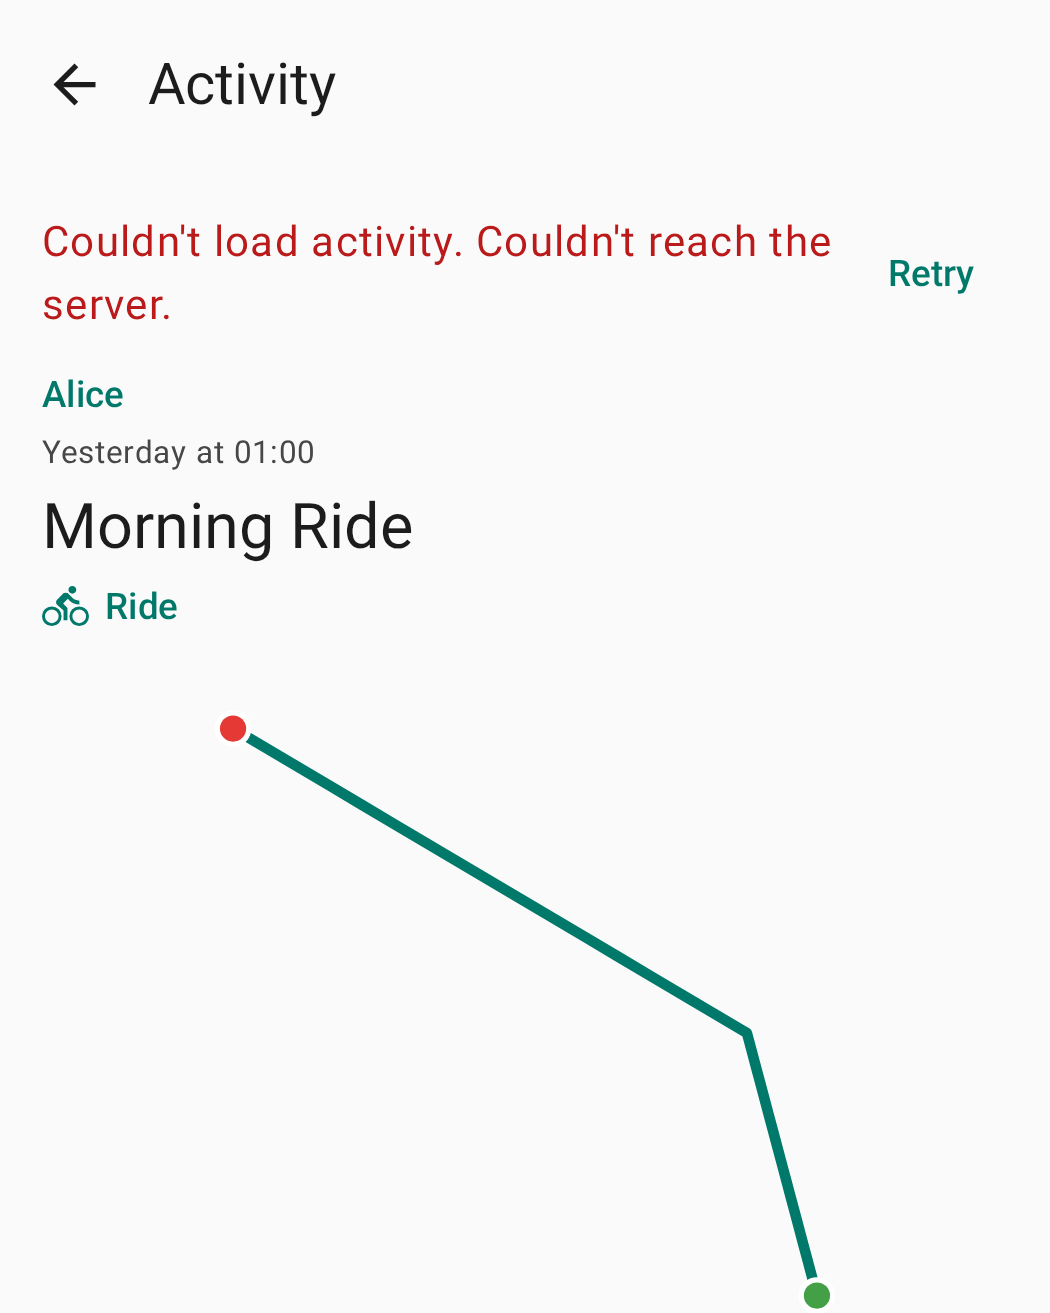 Activity
Couldn't load activity. Couldn't reach the
server.
Retry
Alice
Yesterday at 01:00
Morning Ride
Ride